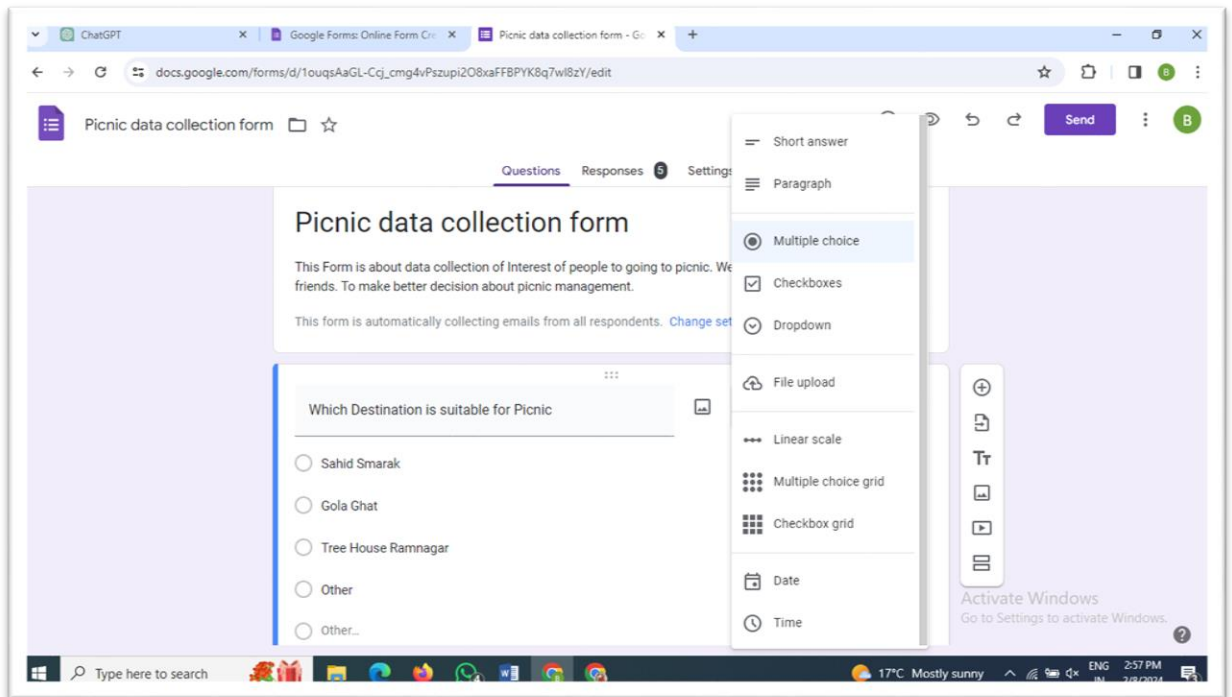 ChatGPT
Google Forms: Online Form Cre
Picnic data collection form - Go
docs.google.com/forms/d/1ouqsAaGL-Ccj_cmg4vPszupi2O8xaFFBPYK8q7wl8zY/edit
B
Picnic data collection form
Send
B
Questions Responses 5 Settings
Picnic data collection form
This Form is about data collection of Interest of people to going to picnic. We
friends. To make better decision about picnic management.
This form is automatically collecting emails from all respondents. Change set
Which Destination is suitable for Picnic
Sahid Smarak
Gola Ghat
Tree House Ramnagar
Other
Other...
Short answer
Paragraph
Multiple choice
Checkboxes
Dropdown
File upload
Linear scale
Multiple choice grid
Checkbox grid
Date
Time
Tт
Activate Windows
Go to Settings to activate Windows.
Type here to search
17°C Mostly sunny
ENG
IN
2:57 PM
2/8/2024